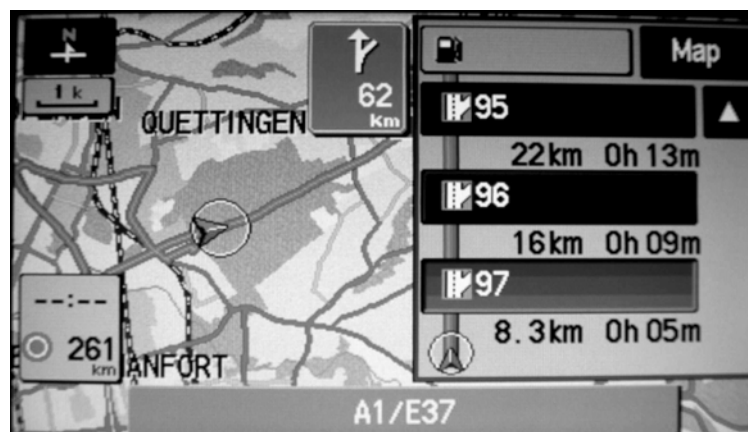 N
1 k
QUETTINGEN
62
km
Map
95
22km 0h 13m
96
16km 0h 09m
97
8.3km 0h 05m
--:--
261
km
ANFORT
A1/E37